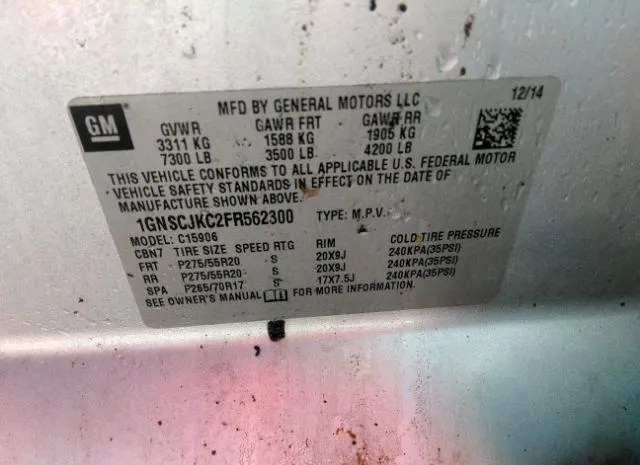 GM
MFD BY GENERAL MOTORS LLC
12/14
GVWR GAWR FRT GAWR RR
3311 KG 1588 KG 1905 KG
7300 LB 3500 LB 4200 LB
THIS VEHICLE CONFORMS TO ALL APPLICABLE U.S. FEDERAL MOTOR
VEHICLE SAFETY STANDARDS IN EFFECT ON THE DATE OF
MANUFACTURE SHOWN ABOVE.
1GNSCJKC2FR562300 TYPE: M.P.V.
MODEL: C15906
CBN7 TIRE SIZE SPEED RTG RIM COLD TIRE PRESSURE
FRT P275/55R20 S 20X9J 240KPA(35PSI)
RR P275/55R20 S 20X9J 240KPA(35PSI)
SPA P265/70R17 S 17X7.5J 240KPA(35PSI)
SEE OWNER'S MANUAL FOR MORE INFORMATION.